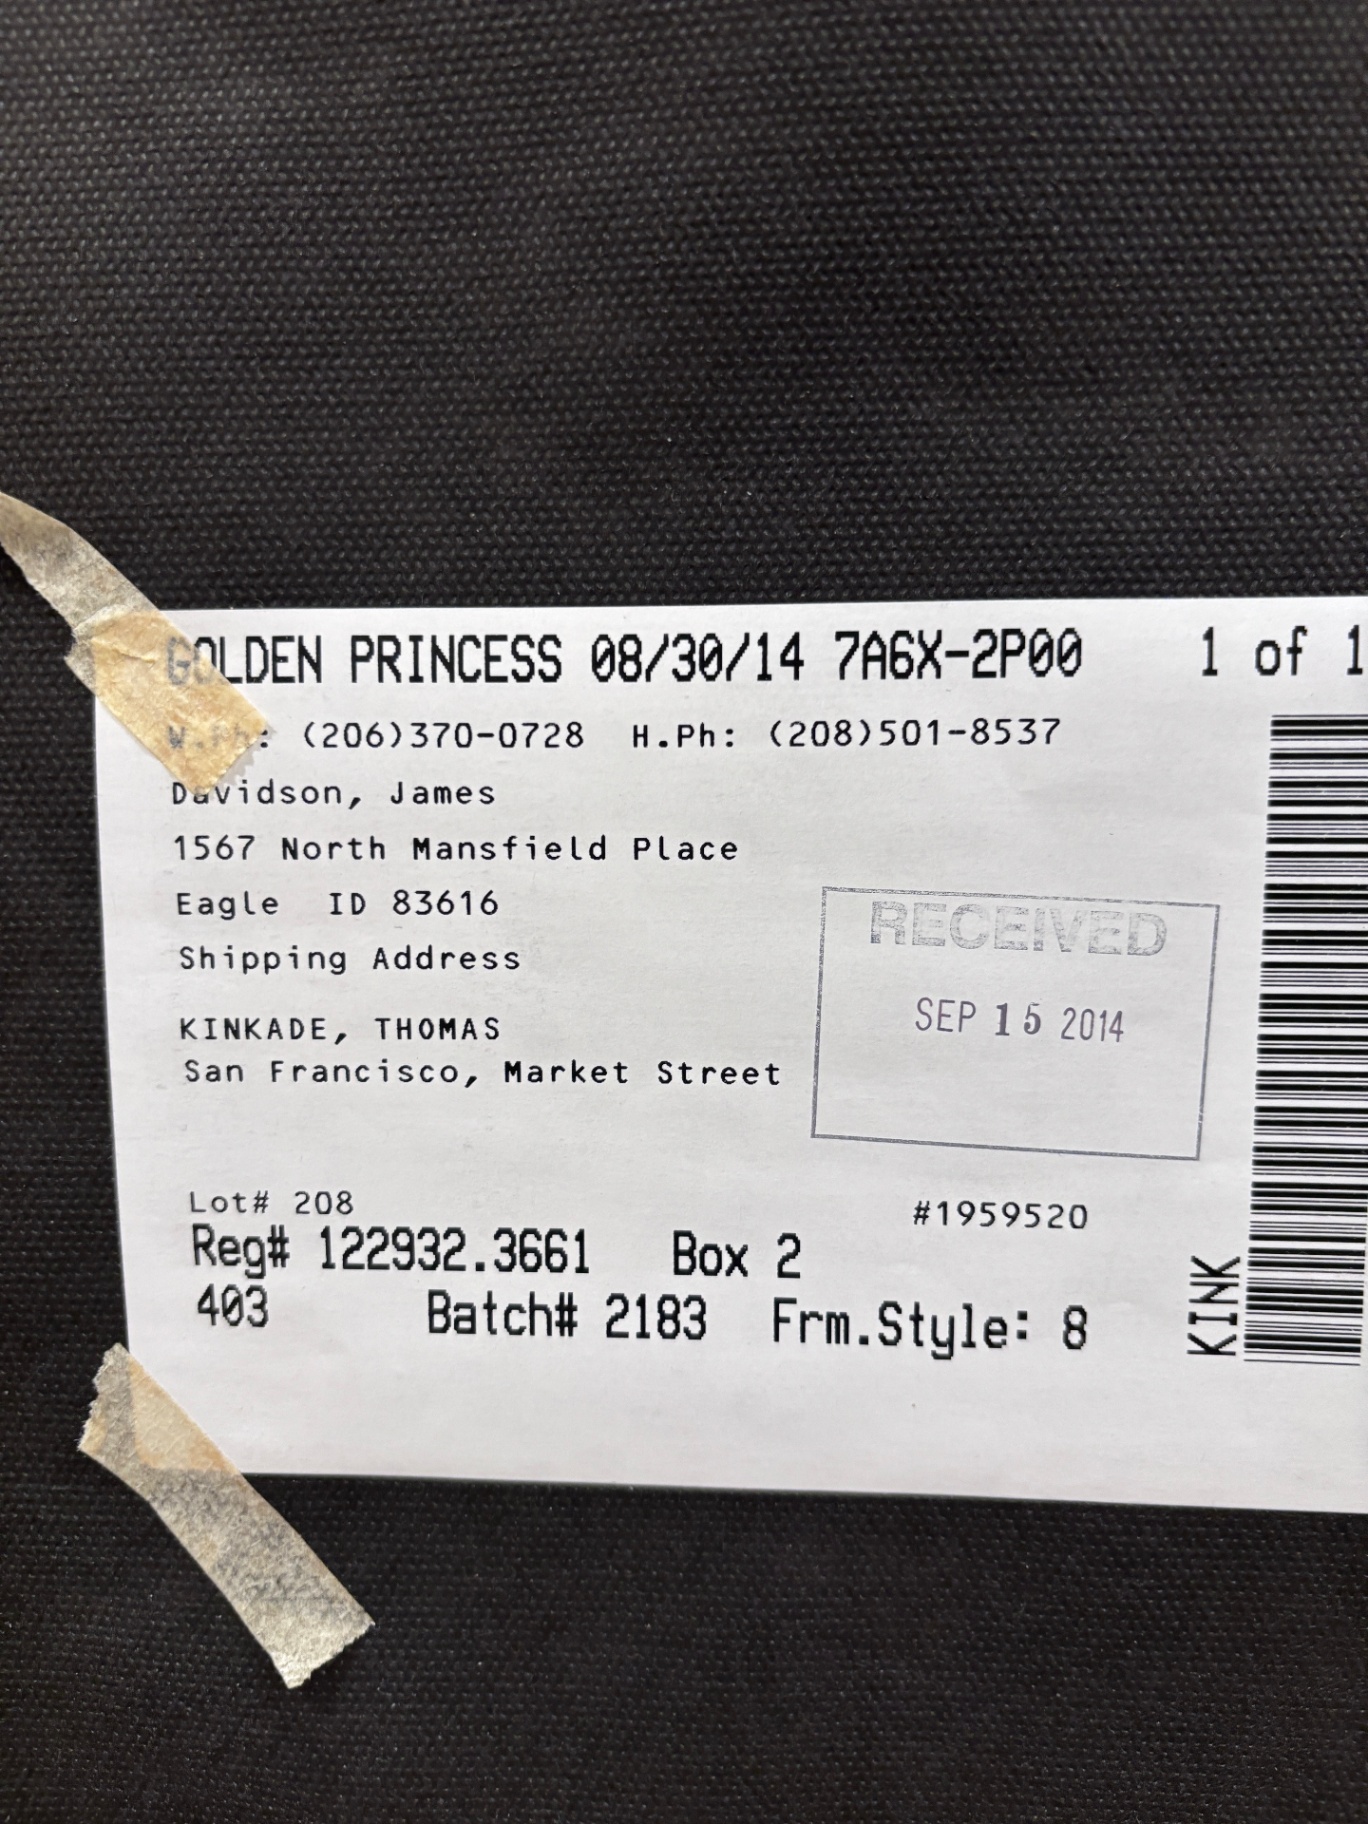 GOLDEN PRINCESS 08/30/14 7A6X-2P00 1 of 1
W.Ph: (206)370-0728 H.Ph: (208)501-8537
Davidson, James
1567 North Mansfield Place
Eagle ID 83616
Shipping Address
RECEIVED
SEP 15 2014
KINKADE, THOMAS
San Francisco, Market Street
Lot# 208 #1959520
Reg# 122932.3661 Box 2
403 Batch# 2183 Frm.Style: 8
KINK